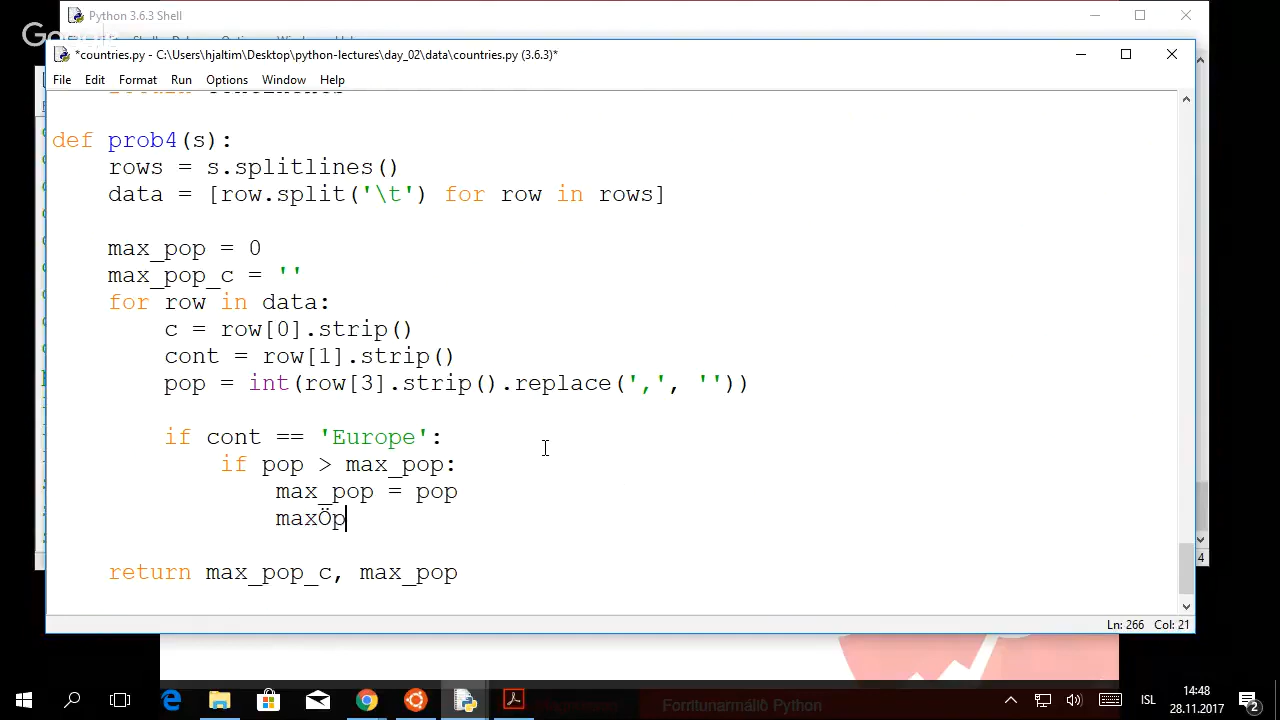 Python 3.6.3 Shell
Google
*countries.py - C:\Users\hjaltim\Desktop\python-lectures\day_02\data\countries.py (3.6.3)*
File Edit Format Run Options Window Help
def prob4(s):
    rows = s.splitlines()
    data = [row.split('\t') for row in rows]
    max_pop = 0
    max_pop_c = ''
    for row in data:
        c = row[0].strip()
        cont = row[1].strip()
        pop = int(row[3].strip().replace(',', ''))
        if cont == 'Europe':
            if pop > max_pop:
                max_pop = pop
                maxÖp
    return max_pop_c, max_pop
Ln: 266 Col: 21
Forritunarmálið Python
ISL
14:48
28.11.2017
2